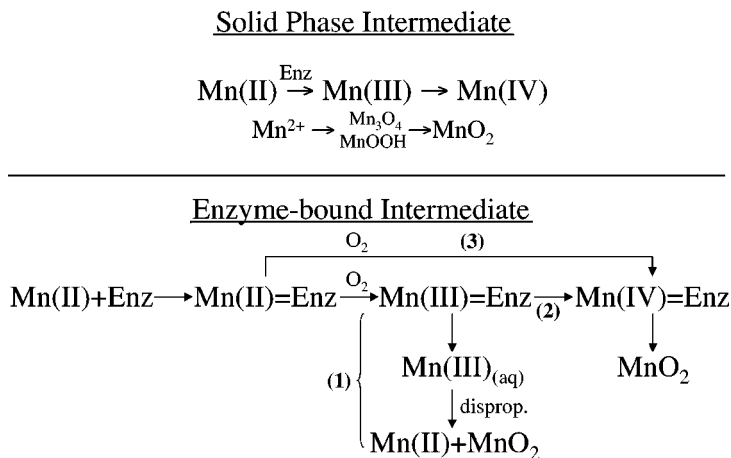 Solid Phase Intermediate
Enz
Mn(II) → Mn(III) → Mn(IV)
Mn²⁺ → Mn₃O₄ MnOOH → MnO₂
Enzyme-bound Intermediate
O₂ (3)
Mn(II)+Enz → Mn(II)=Enz O₂ → Mn(III)=Enz → (2) Mn(IV)=Enz
(1) Mn(III)(aq) MnO₂
disprop.
Mn(II)+MnO₂